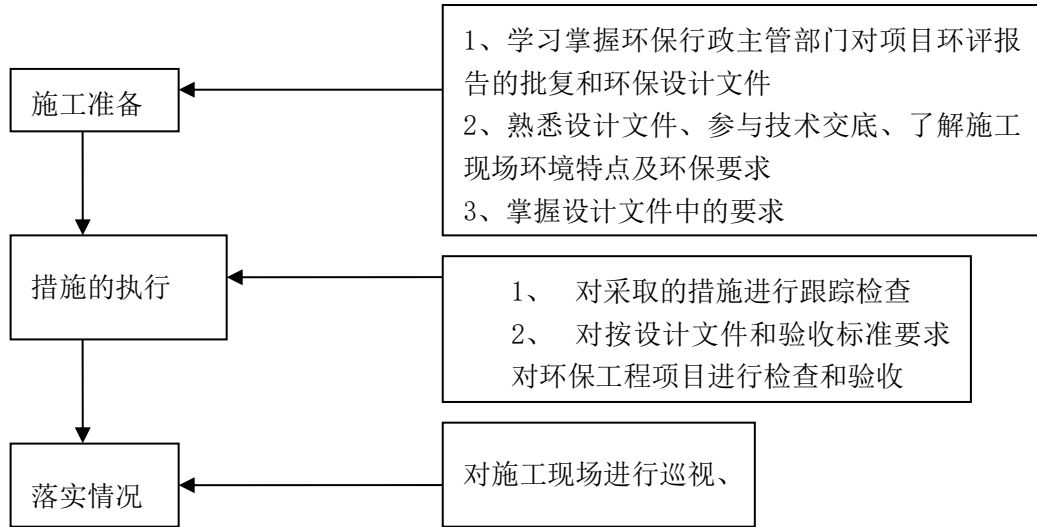 施工准备
1、学习掌握环保行政主管部门对项目环评报
告的批复和环保设计文件
2、熟悉设计文件、参与技术交底、了解施工
现场环境特点及环保要求
3、掌握设计文件中的要求
措施的执行
1、 对采取的措施进行跟踪检查
2、 对按设计文件和验收标准要求
对环保工程项目进行检查和验收
落实情况
对施工现场进行巡视、